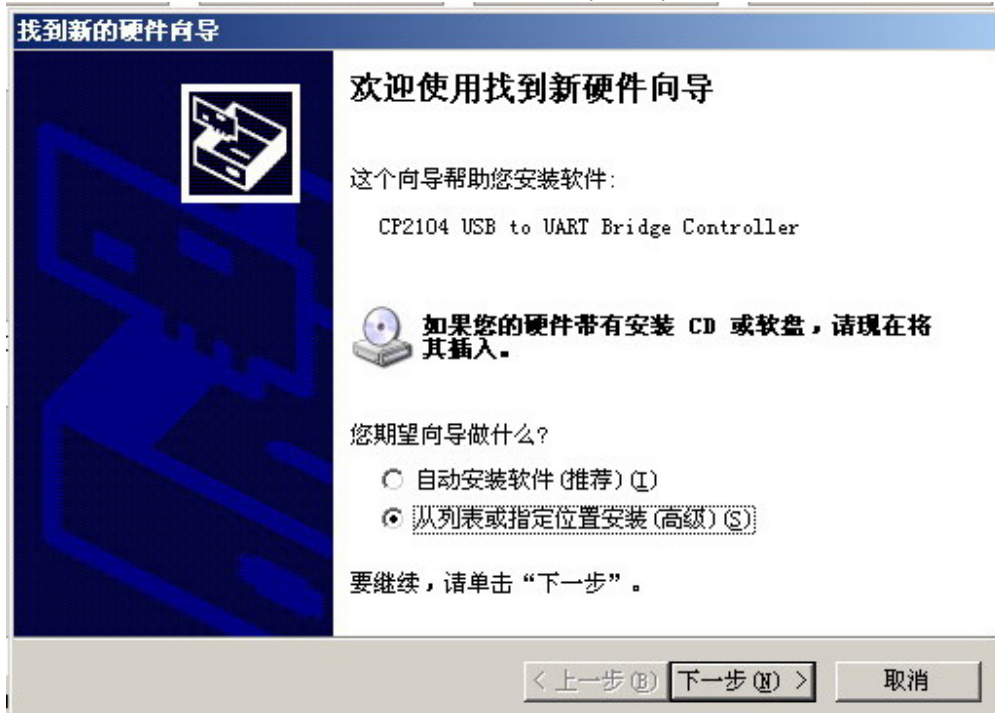 找到新的硬件向导
欢迎使用找到新硬件向导
这个向导帮助您安装软件:
CP2104 USB to UART Bridge Controller
如果您的硬件带有安装 CD 或软盘，请现在将
其插入。
您期望向导做什么?
自动安装软件(推荐)(I)
从列表或指定位置安装(高级)(S)
要继续，请单击“下一步”。
< 上一步(B) 下一步(N) > 取消